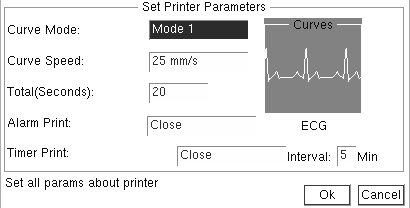 Set Printer Parameters
Curve Mode: Mode 1
Curves
Curve Speed: 25 mm/s
Total(Seconds): 20
Alarm Print: Close
ECG
Timer Print: Close Interval: 5 Min
Set all params about printer
Ok Cancel